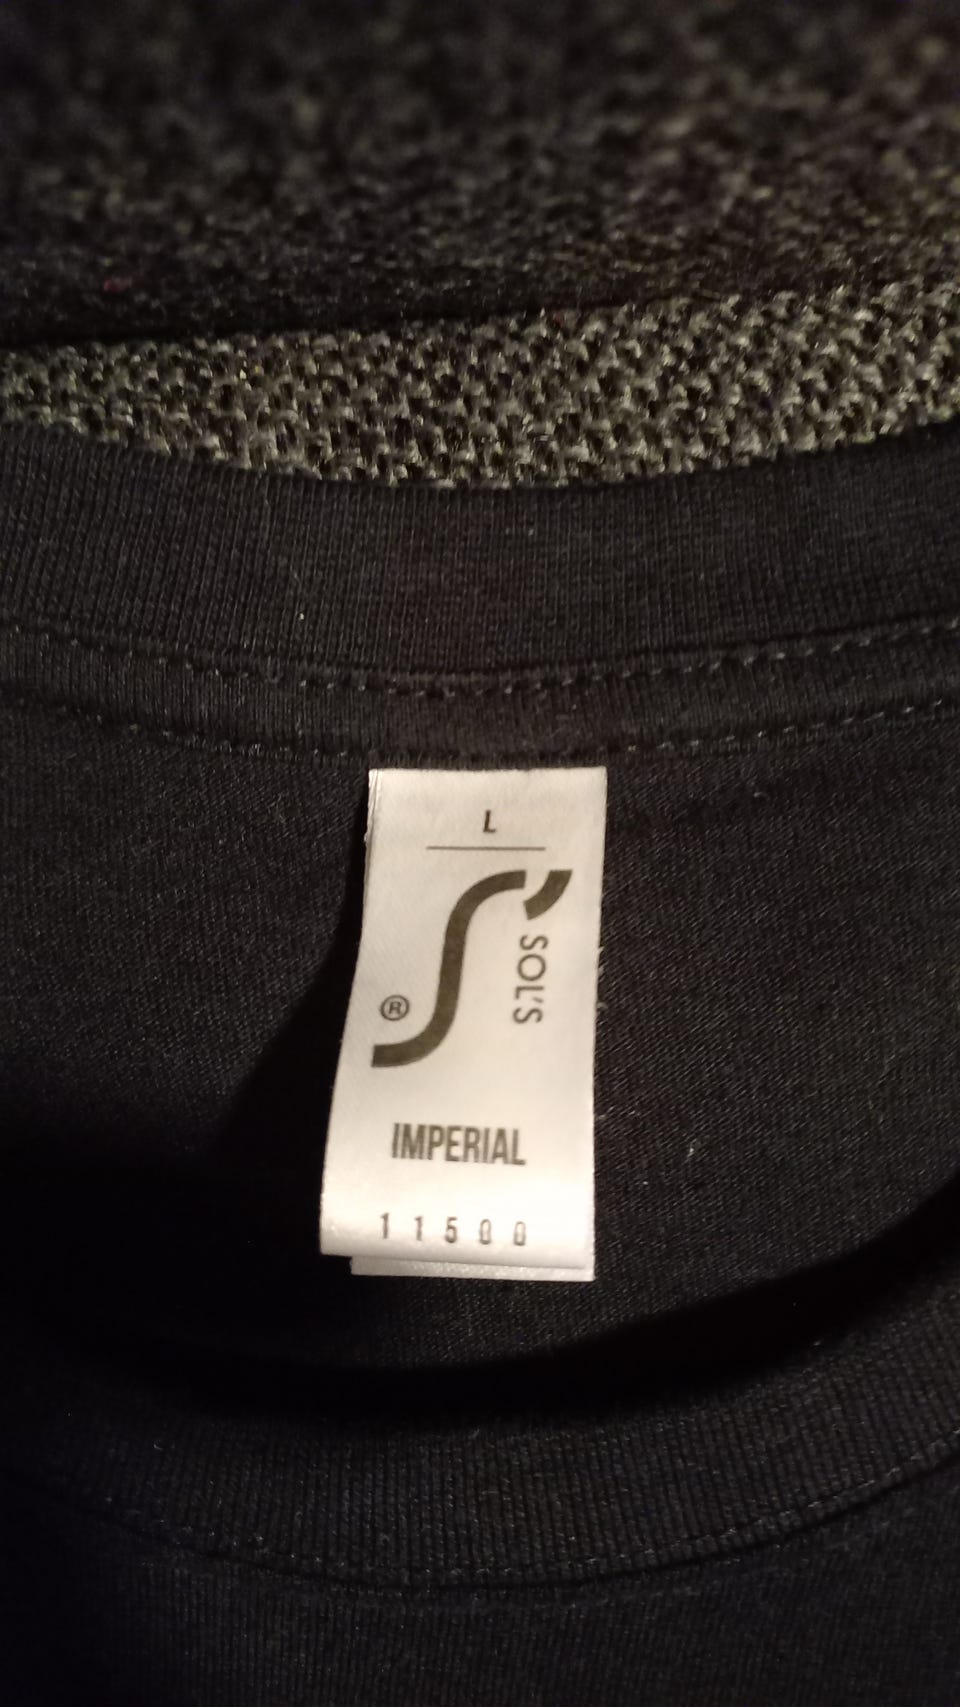 L
SOL'S
®
IMPERIAL
11500